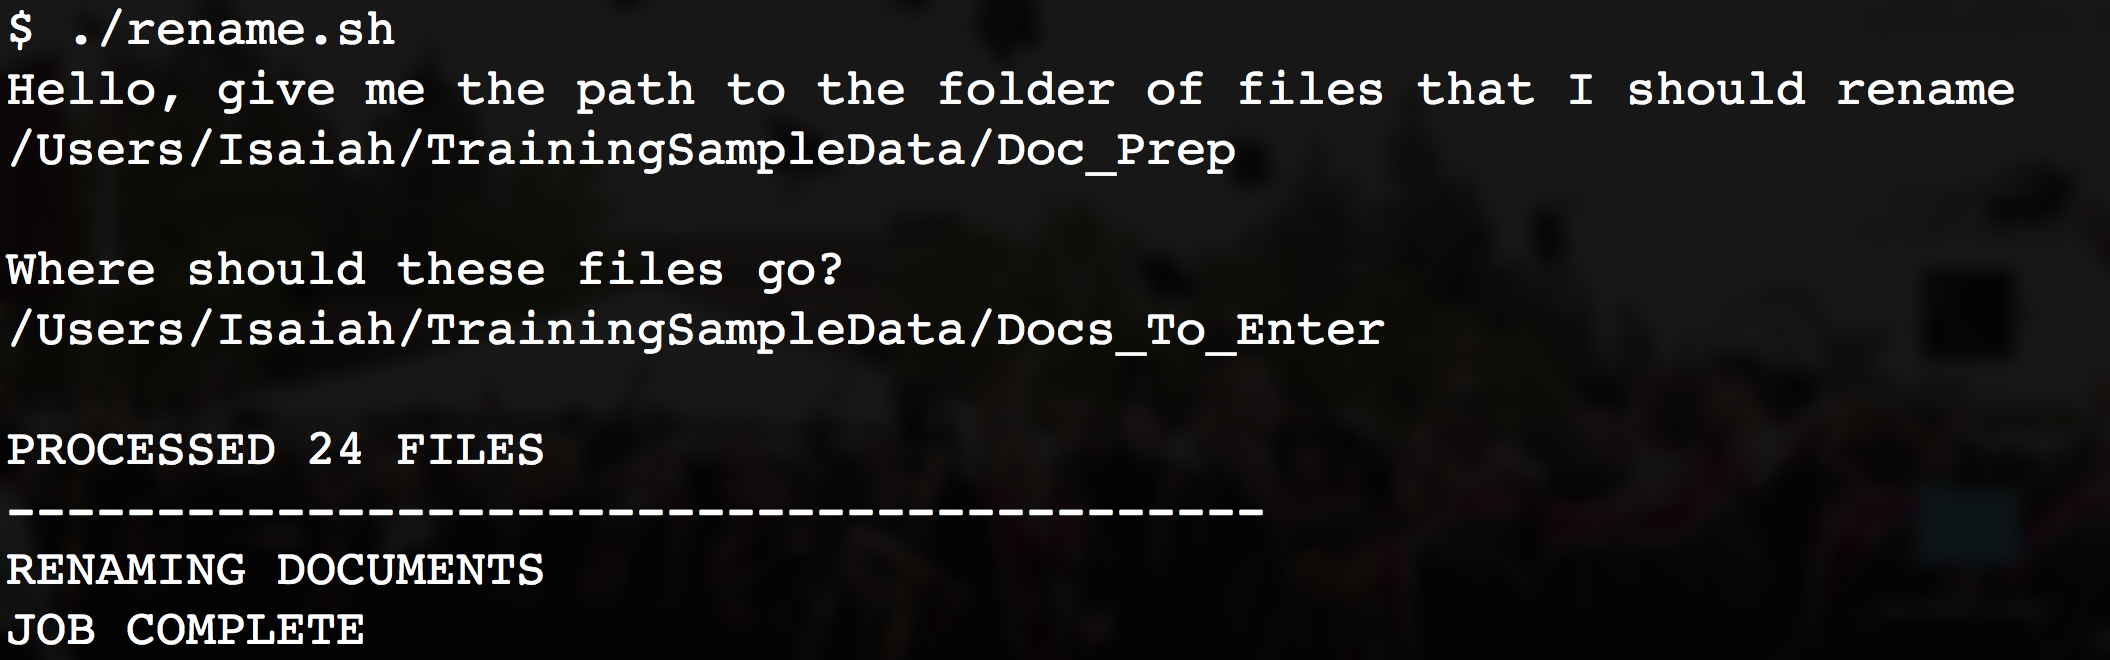 $ ./rename.sh
Hello, give me the path to the folder of files that I should rename
/Users/Isaiah/TrainingSampleData/Doc_Prep
Where should these files go?
/Users/Isaiah/TrainingSampleData/Docs_To_Enter
PROCESSED 24 FILES
------------------------------------------
RENAMING DOCUMENTS
JOB COMPLETE